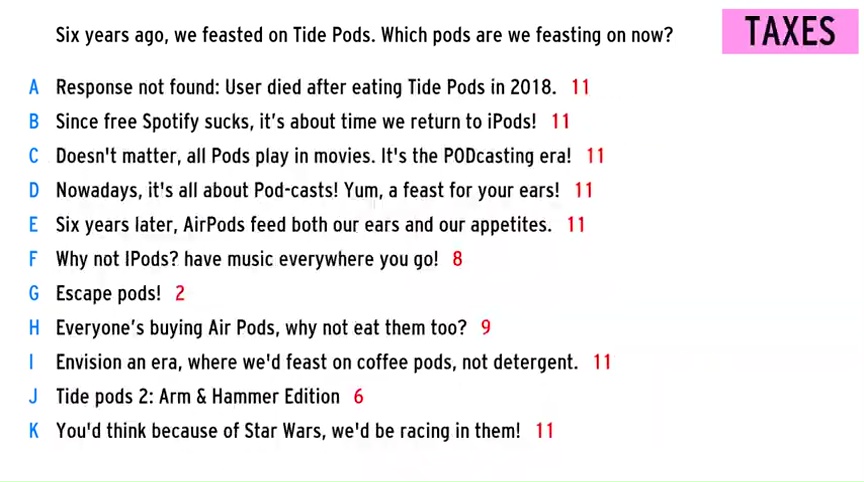 Six years ago, we feasted on Tide Pods. Which pods are we feasting on now?
TAXES
A Response not found: User died after eating Tide Pods in 2018. 11
B Since free Spotify sucks, it's about time we return to iPods! 11
C Doesn't matter, all Pods play in movies. It's the PODcasting era! 11
D Nowadays, it's all about Pod-casts! Yum, a feast for your ears! 11
E Six years later, AirPods feed both our ears and our appetites. 11
F Why not IPods? have music everywhere you go! 8
G Escape pods! 2
H Everyone's buying Air Pods, why not eat them too? 9
I Envision an era, where we'd feast on coffee pods, not detergent. 11
J Tide pods 2: Arm & Hammer Edition 6
K You'd think because of Star Wars, we'd be racing in them! 11